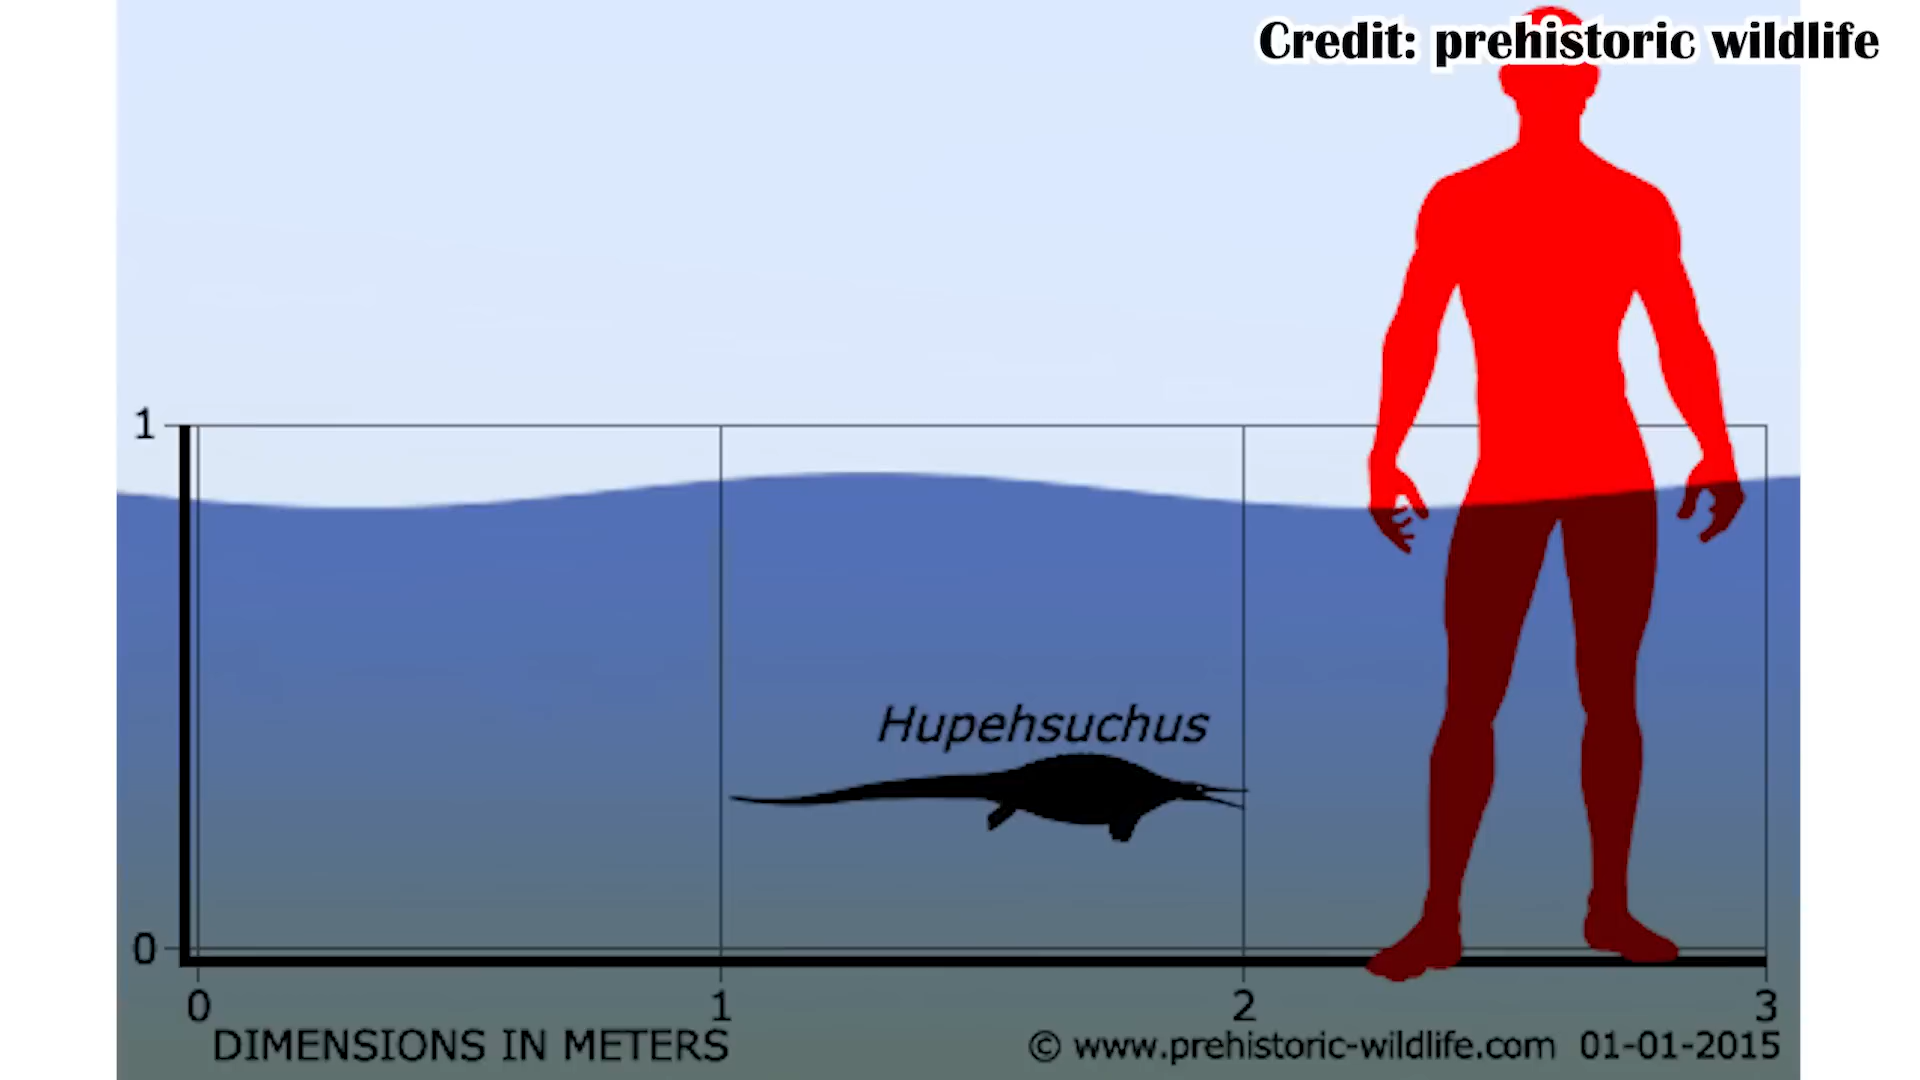 Credit: prehistoric wildlife
1
Hupehsuchus
0
0 1 2 3
DIMENSIONS IN METERS © www.prehistoric-wildlife.com 01-01-2015